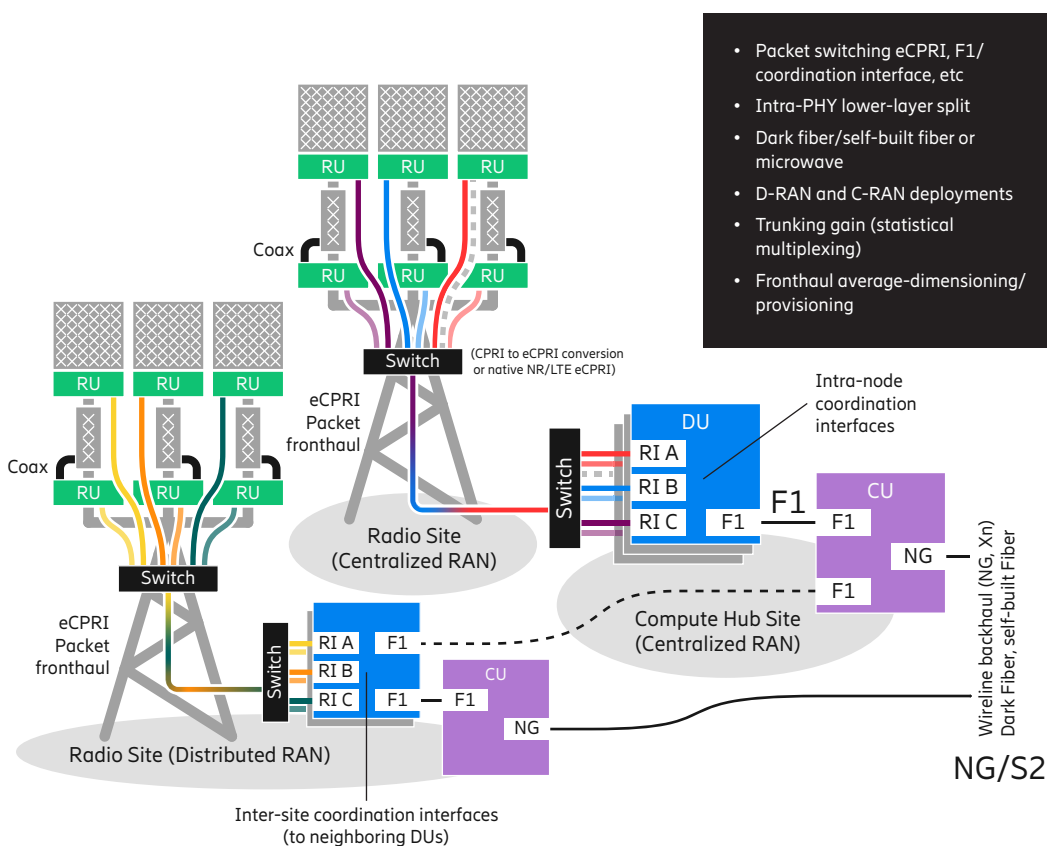 • Packet switching eCPRI, F1/
coordination interface, etc
• Intra-PHY lower-layer split
• Dark fiber/self-built fiber or
microwave
• D-RAN and C-RAN deployments
• Trunking gain (statistical
multiplexing)
• Fronthaul average-dimensioning/
provisioning
RU RU RU
Coax
RU RU RU
Switch
(CPRI to eCPRI conversion
or native NR/LTE eCPRI)
eCPRI
Packet
fronthaul
Radio Site
(Centralized RAN)
Switch
DU
RI A
RI B
RI C
F1
Intra-node
coordination
interfaces
F1
CU
F1
NG
F1
Compute Hub Site
(Centralized RAN)
RU RU RU
Coax
RU RU RU
Switch
eCPRI
Packet
fronthaul
Radio Site (Distributed RAN)
Switch
RI A F1
RI B
RI C F1
CU
F1
NG
Inter-site coordination interfaces
(to neighboring DUs)
Wireline backhaul (NG, Xn)
Dark Fiber, self-built Fiber
NG/S2